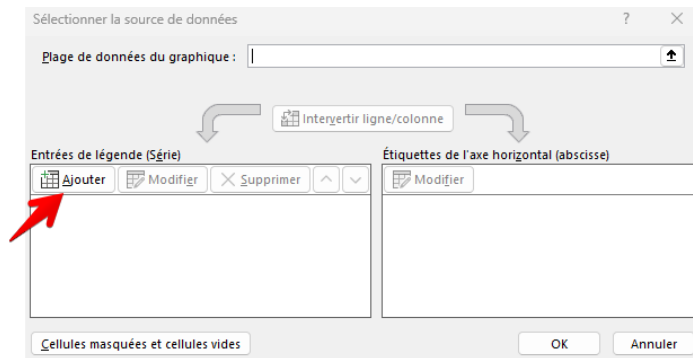 Sélectionner la source de données
?
Plage de données du graphique :
Intervertir ligne/colonne
Entrées de légende (Série)
Étiquettes de l'axe horizontal (abscisse)
Ajouter Modifier Supprimer
Modifier
Cellules masquées et cellules vides
OK Annuler